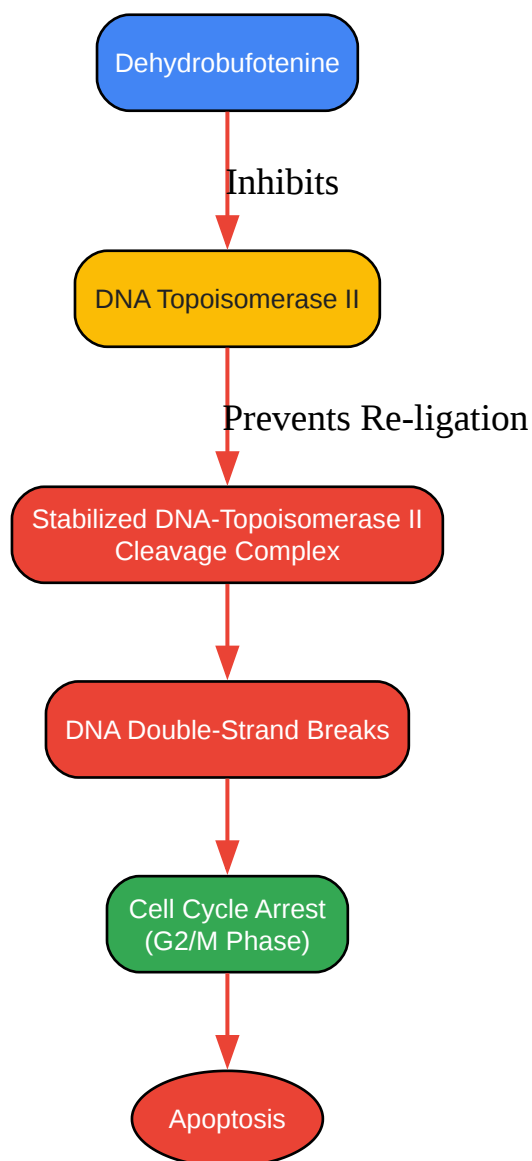 Dehydrobufotenine
Inhibits
DNA Topoisomerase II
Prevents Re-ligation
Stabilized DNA-Topoisomerase II
Cleavage Complex
DNA Double-Strand Breaks
Cell Cycle Arrest
(G2/M Phase)
Apoptosis